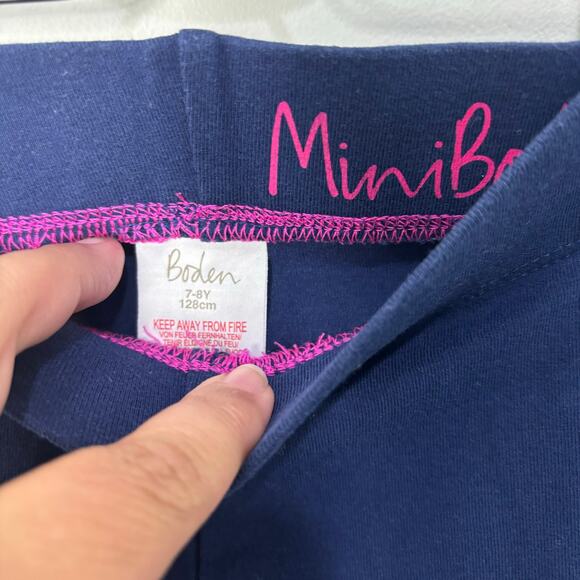 MiniBo
Boden
7-8Y
128cm
KEEP AWAY FROM FIRE
VON FEUER FERNHALTEN/
TENIR ÉLOIGNÉ DU FEU/